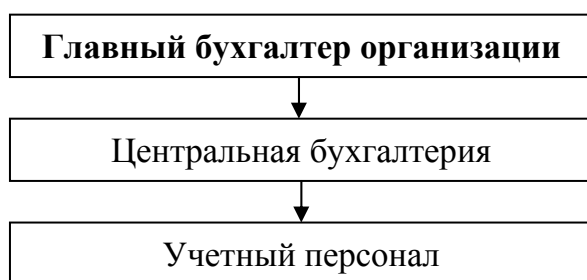 Главный бухгалтер организации
Центральная бухгалтерия
Учетный персонал